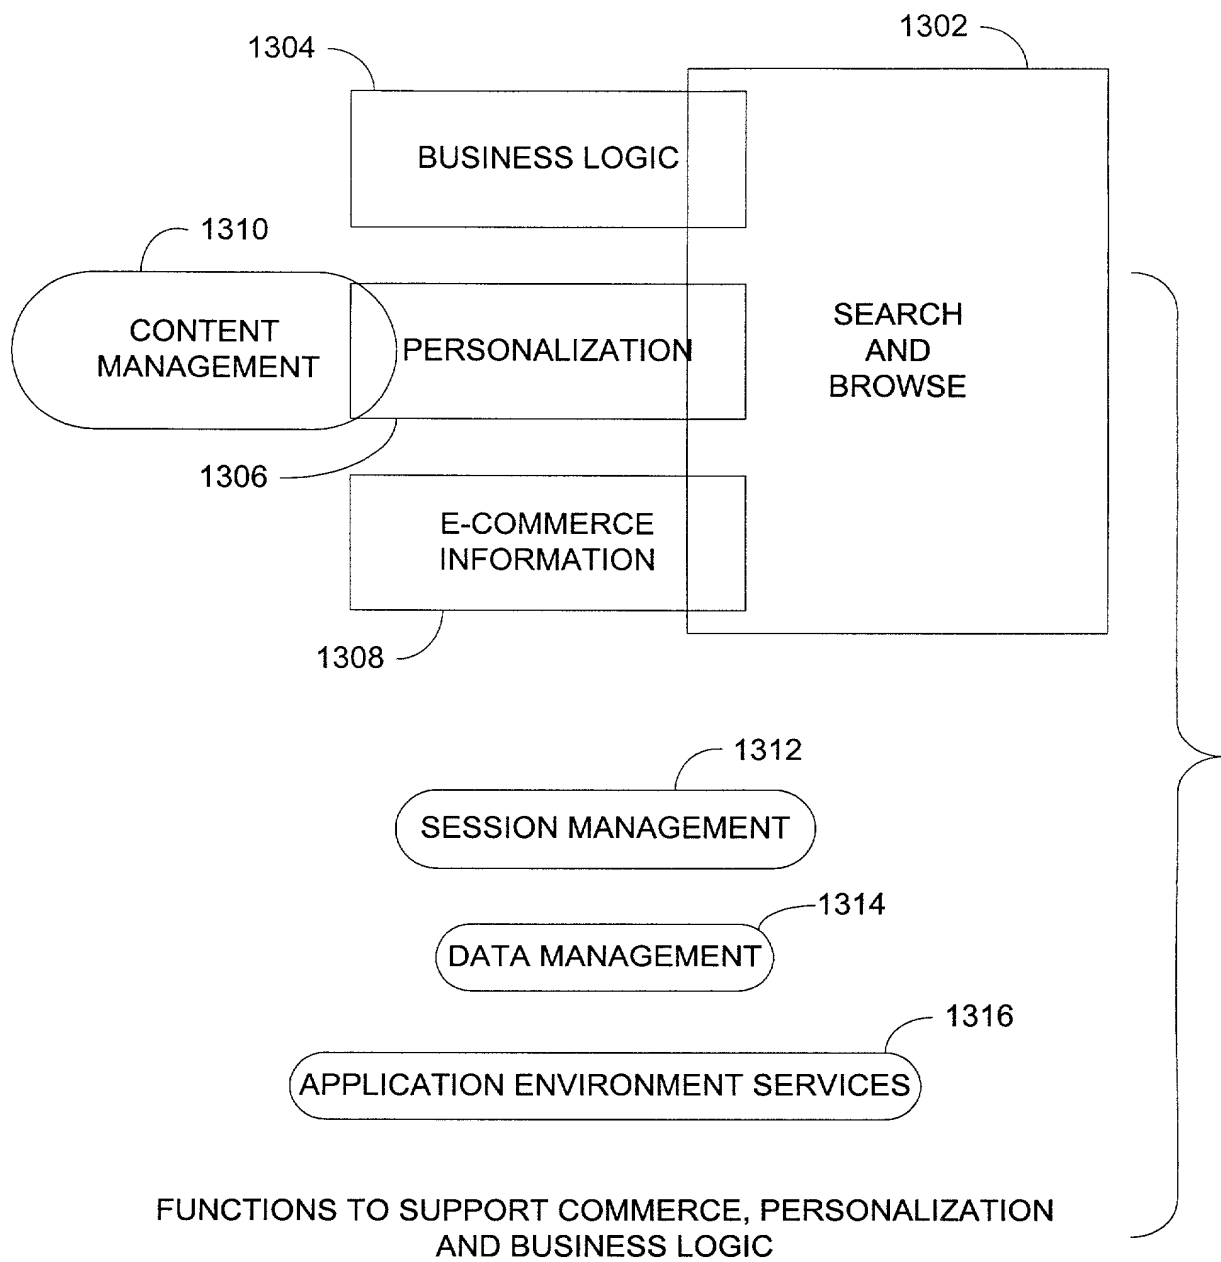 1304
1302
BUSINESS LOGIC
1310
CONTENT
MANAGEMENT
PERSONALIZATION
SEARCH
AND
BROWSE
1306
E-COMMERCE
INFORMATION
1308
1312
SESSION MANAGEMENT
1314
DATA MANAGEMENT
1316
APPLICATION ENVIRONMENT SERVICES
FUNCTIONS TO SUPPORT COMMERCE, PERSONALIZATION
AND BUSINESS LOGIC